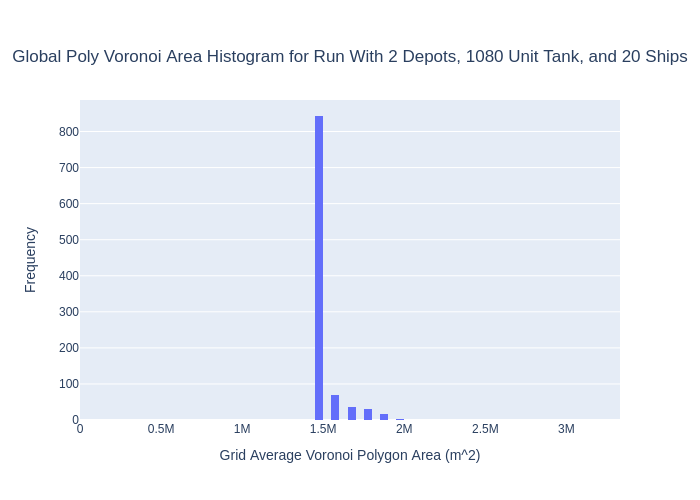 Global Poly Voronoi Area Histogram for Run With 2 Depots, 1080 Unit Tank, and 20 Ships
800
700
600
500
400
300
200
100
0
Frequency
0 0.5M 1M 1.5M 2M 2.5M 3M
Grid Average Voronoi Polygon Area (m^2)